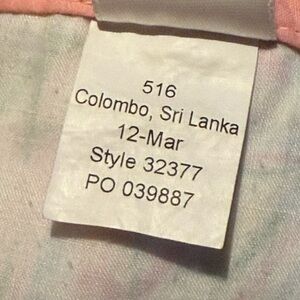 516
Colombo, Sri Lanka
12-Mar
Style 32377
PO 039887